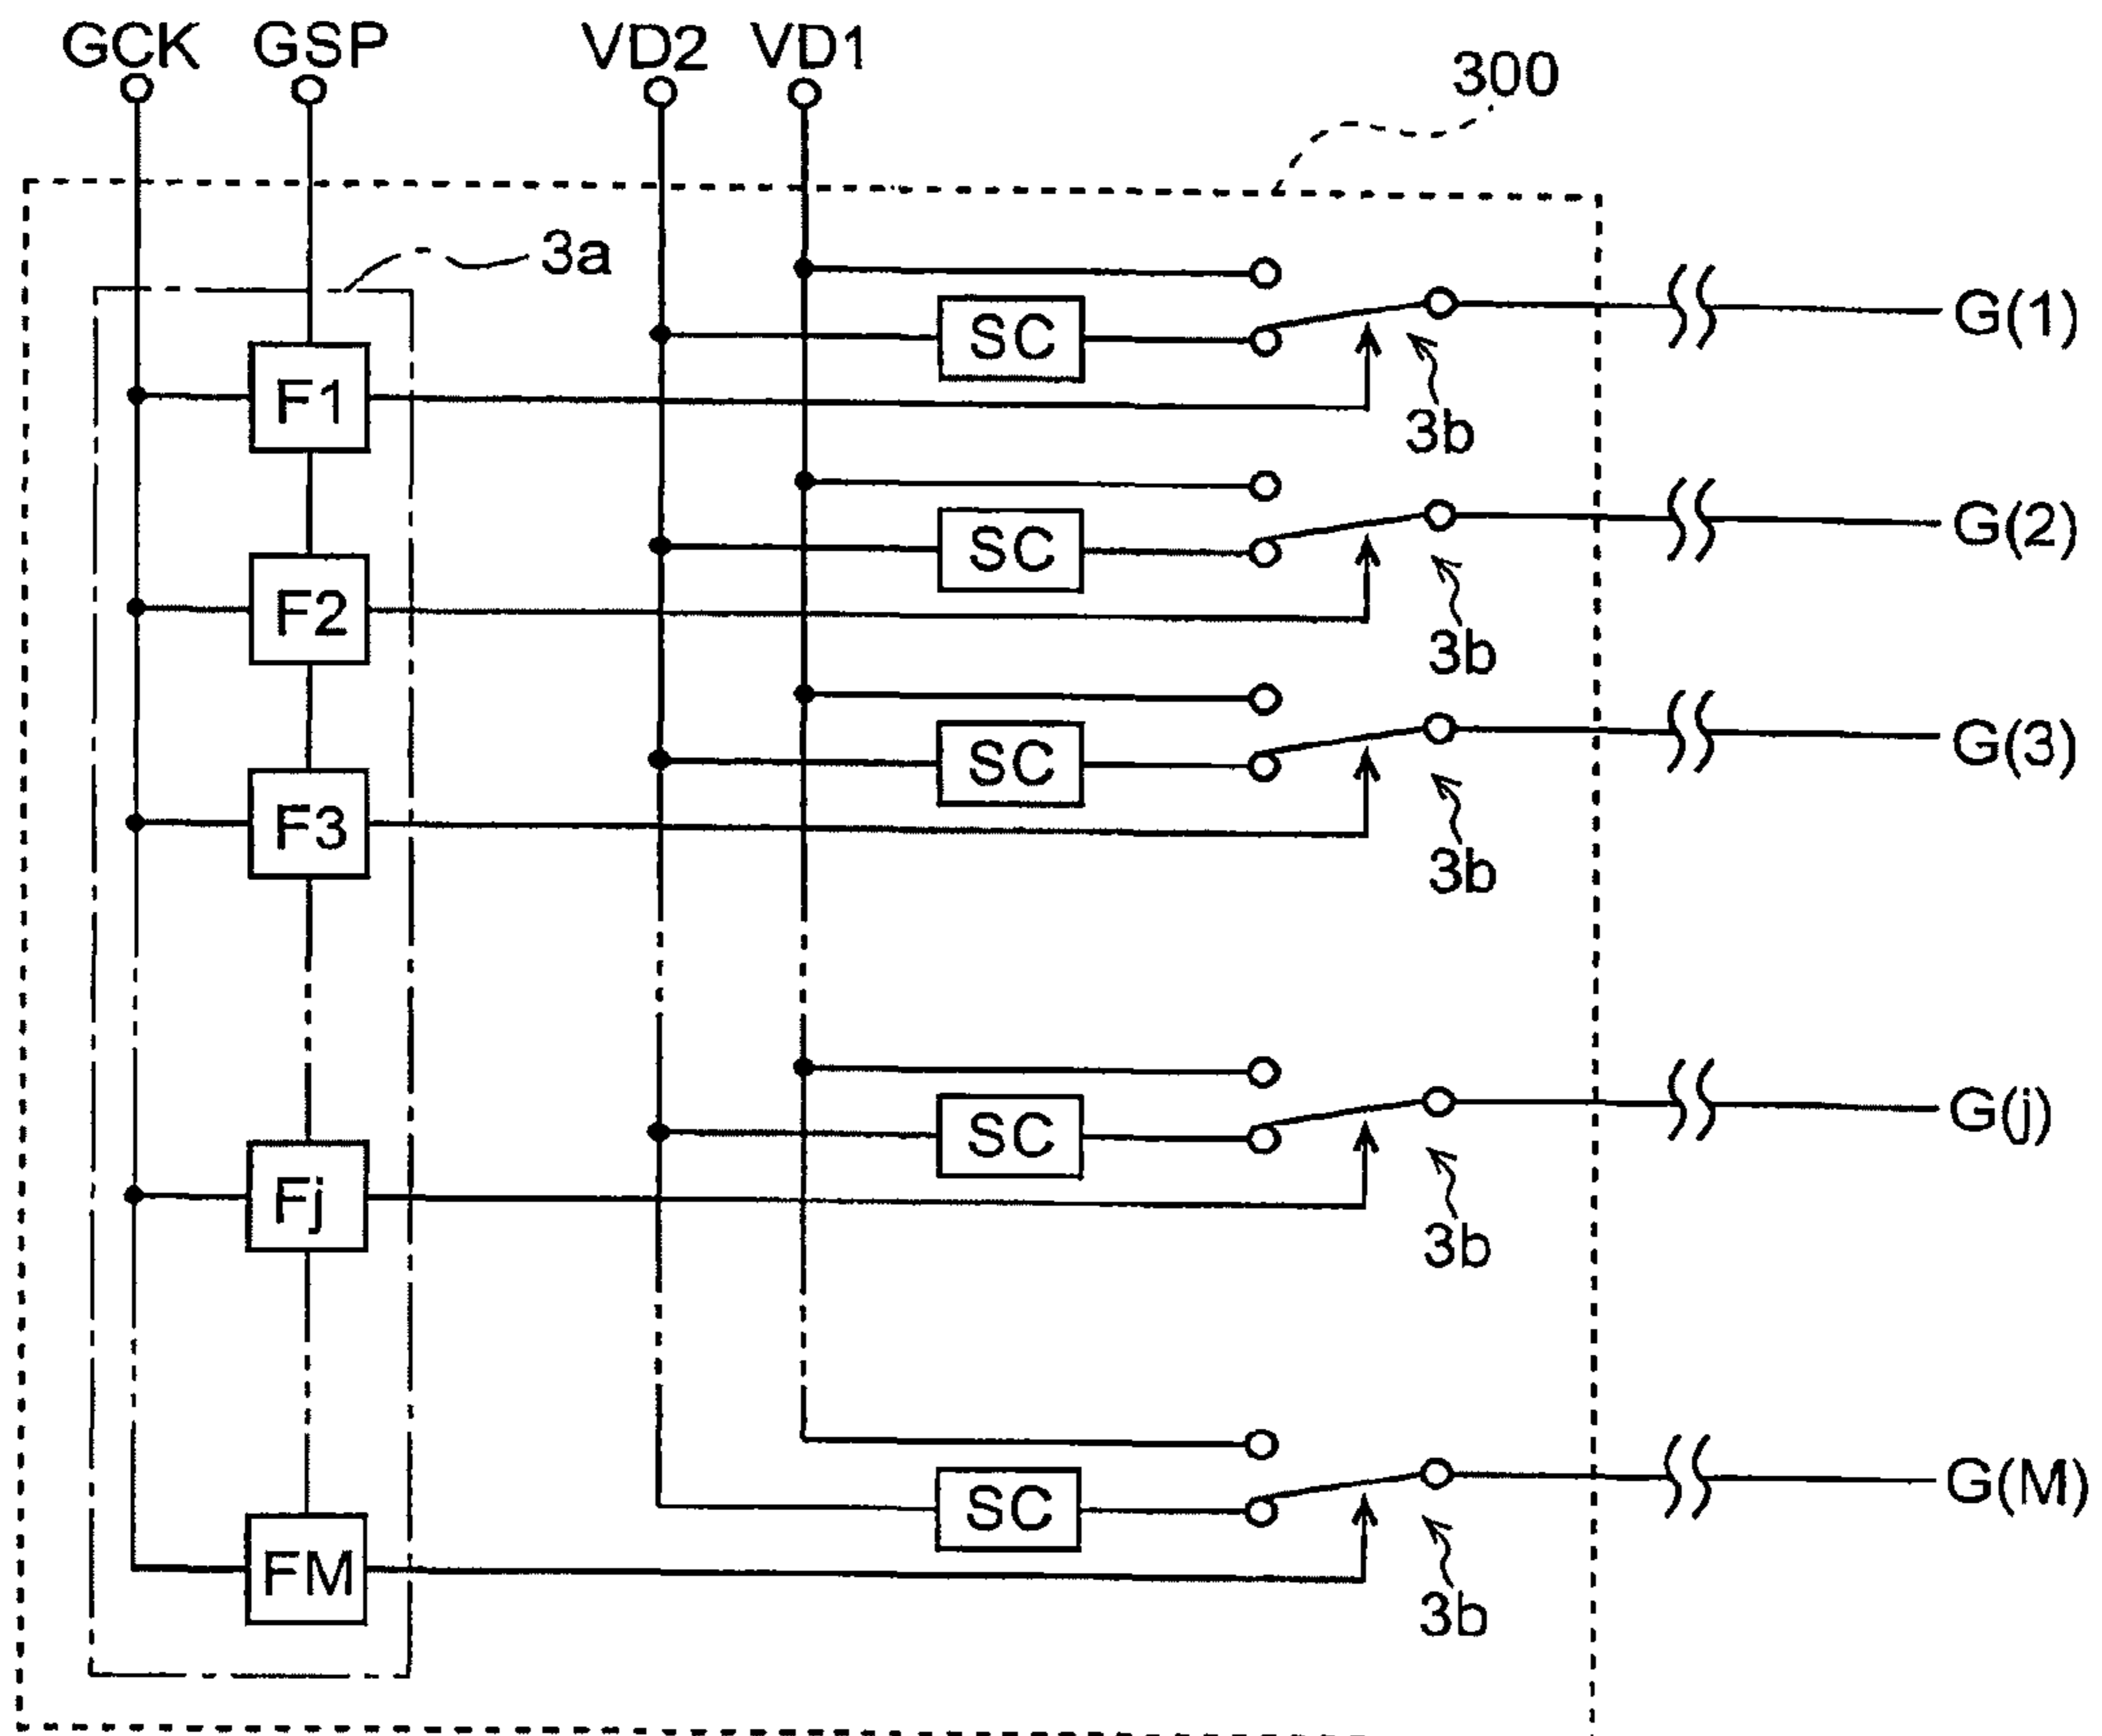 GCK GSP VD2 VD1
300
3a
SC G(1)
F1 3b
SC G(2)
F2 3b
SC G(3)
F3 3b
SC G(j)
Fj 3b
SC G(M)
FM 3b